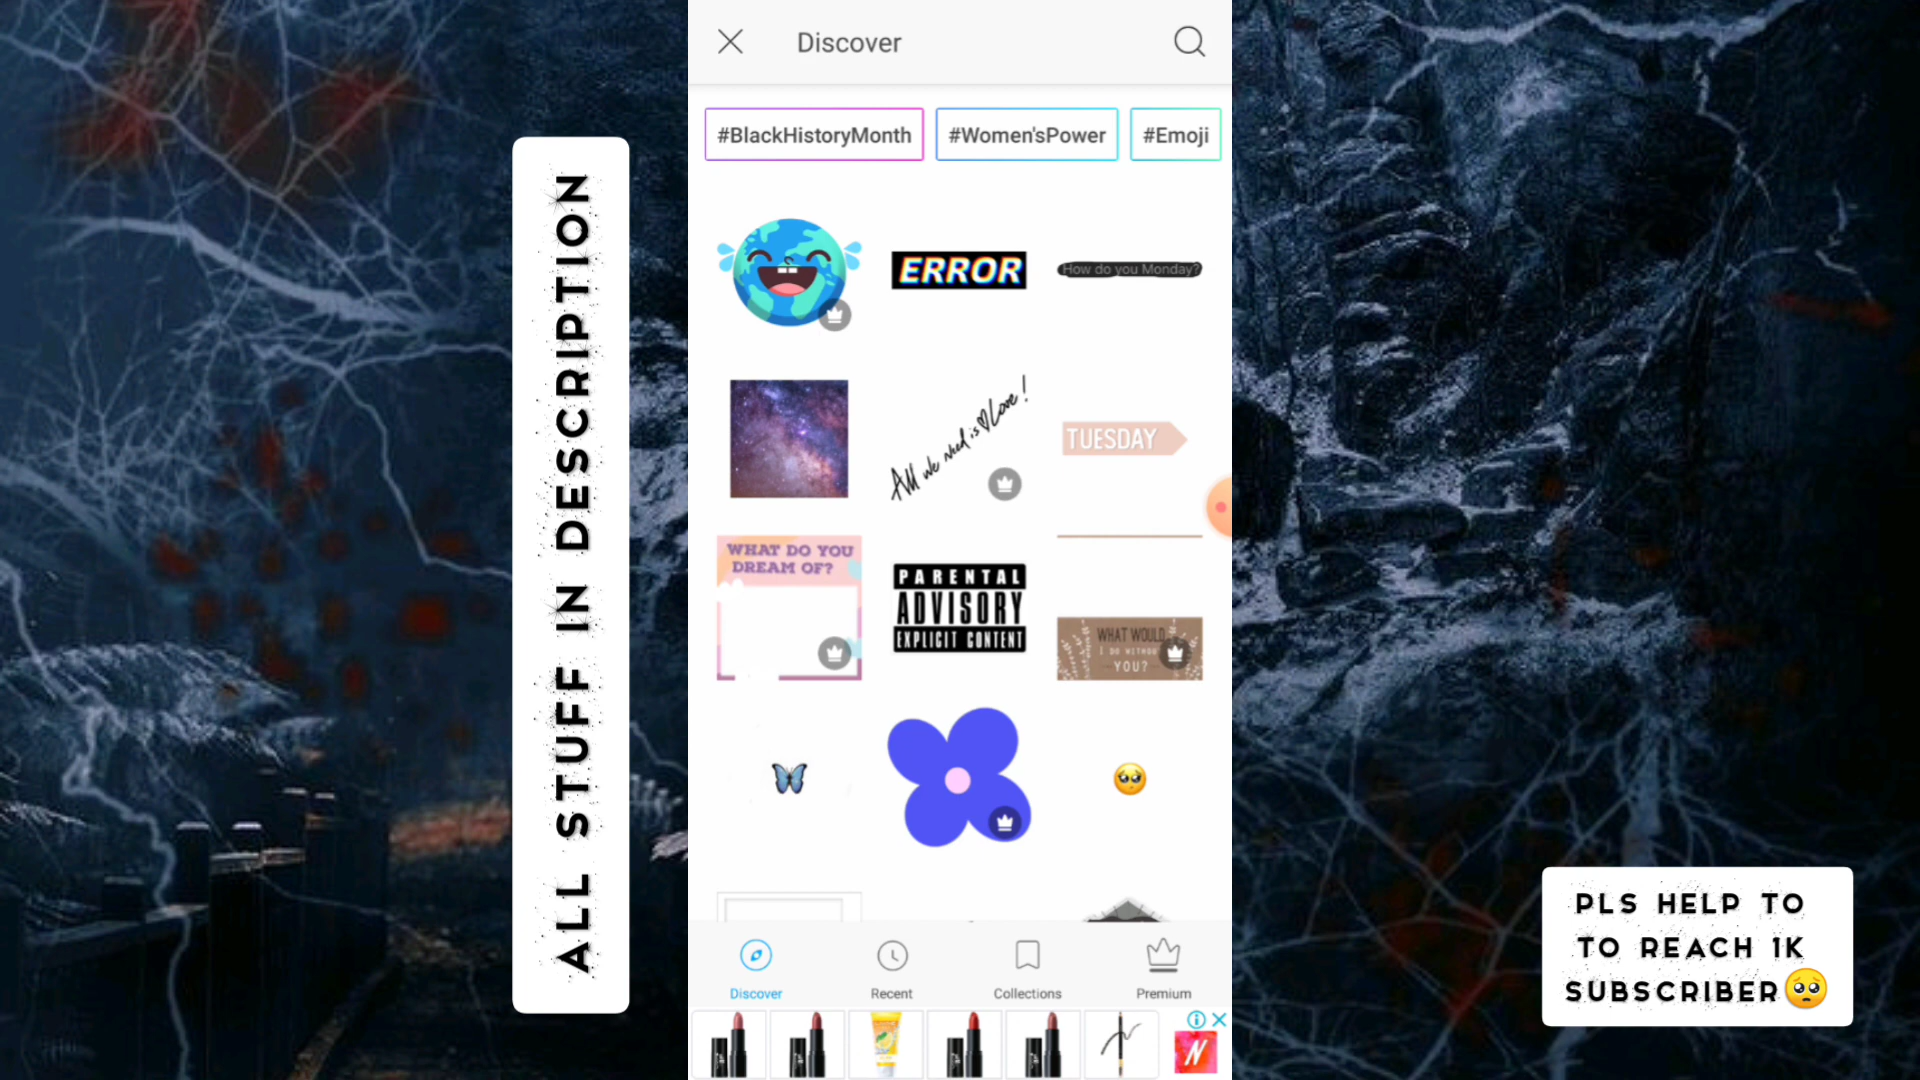 ALL STUFF IN DESCRIPTION
Discover
#BlackHistoryMonth
#Women'sPower
#Emoji
ERROR
How do you Monday?
All we need is Love!
TUESDAY
WHAT DO YOU
DREAM OF?
PARENTAL
ADVISORY
EXPLICIT CONTENT
WHAT WOULD
I DO WITHOUT
YOU?
Discover
Recent
Collections
Premium
N
PLS HELP TO
TO REACH 1K
SUBSCRIBER🥺